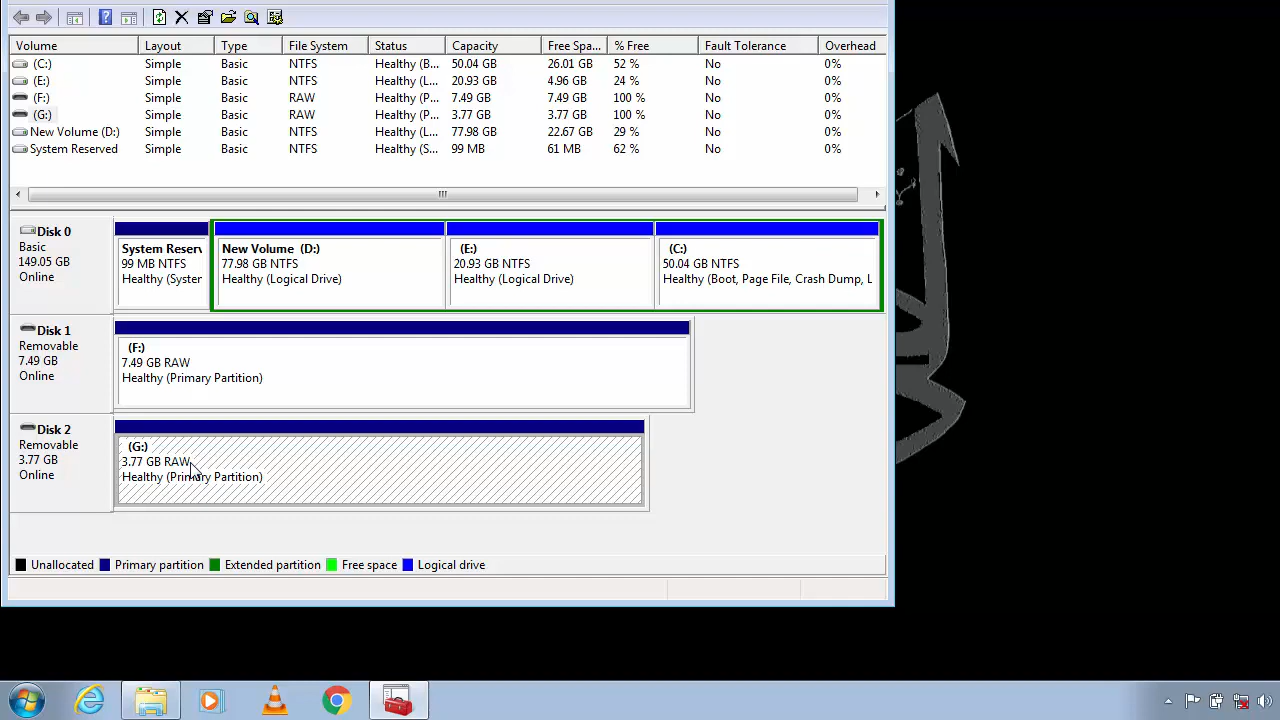 Volume Layout Type File System Status Capacity Free Spa... % Free Fault Tolerance Overhead
(C:) Simple Basic NTFS Healthy (B... 50.04 GB 26.01 GB 52 % No 0%
(E:) Simple Basic NTFS Healthy (L... 20.93 GB 4.96 GB 24 % No 0%
(F:) Simple Basic RAW Healthy (P... 7.49 GB 7.49 GB 100 % No 0%
(G:) Simple Basic RAW Healthy (P... 3.77 GB 3.77 GB 100 % No 0%
New Volume (D:) Simple Basic NTFS Healthy (L... 77.98 GB 22.67 GB 29 % No 0%
System Reserved Simple Basic NTFS Healthy (S... 99 MB 61 MB 62 % No 0%
Disk 0
Basic
149.05 GB
Online
System Reserv
99 MB NTFS
Healthy (Syster
New Volume (D:)
77.98 GB NTFS
Healthy (Logical Drive)
(E:)
20.93 GB NTFS
Healthy (Logical Drive)
(C:)
50.04 GB NTFS
Healthy (Boot, Page File, Crash Dump, L
Disk 1
Removable
7.49 GB
Online
(F:)
7.49 GB RAW
Healthy (Primary Partition)
Disk 2
Removable
3.77 GB
Online
(G:)
3.77 GB RAW
Healthy (Primary Partition)
Unallocated Primary partition Extended partition Free space Logical drive